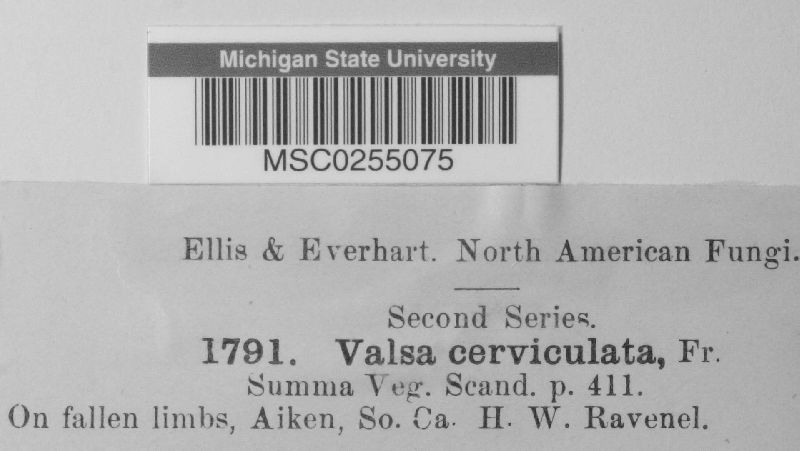 Michigan State University
MSC0255075
Ellis & Everhart. North American Fungi.
Second Series.
1791. Valsa cerviculata, Fr.
Summa Veg. Scand. p. 411.
On fallen limbs, Aiken, So. Ca. H. W. Ravenel.